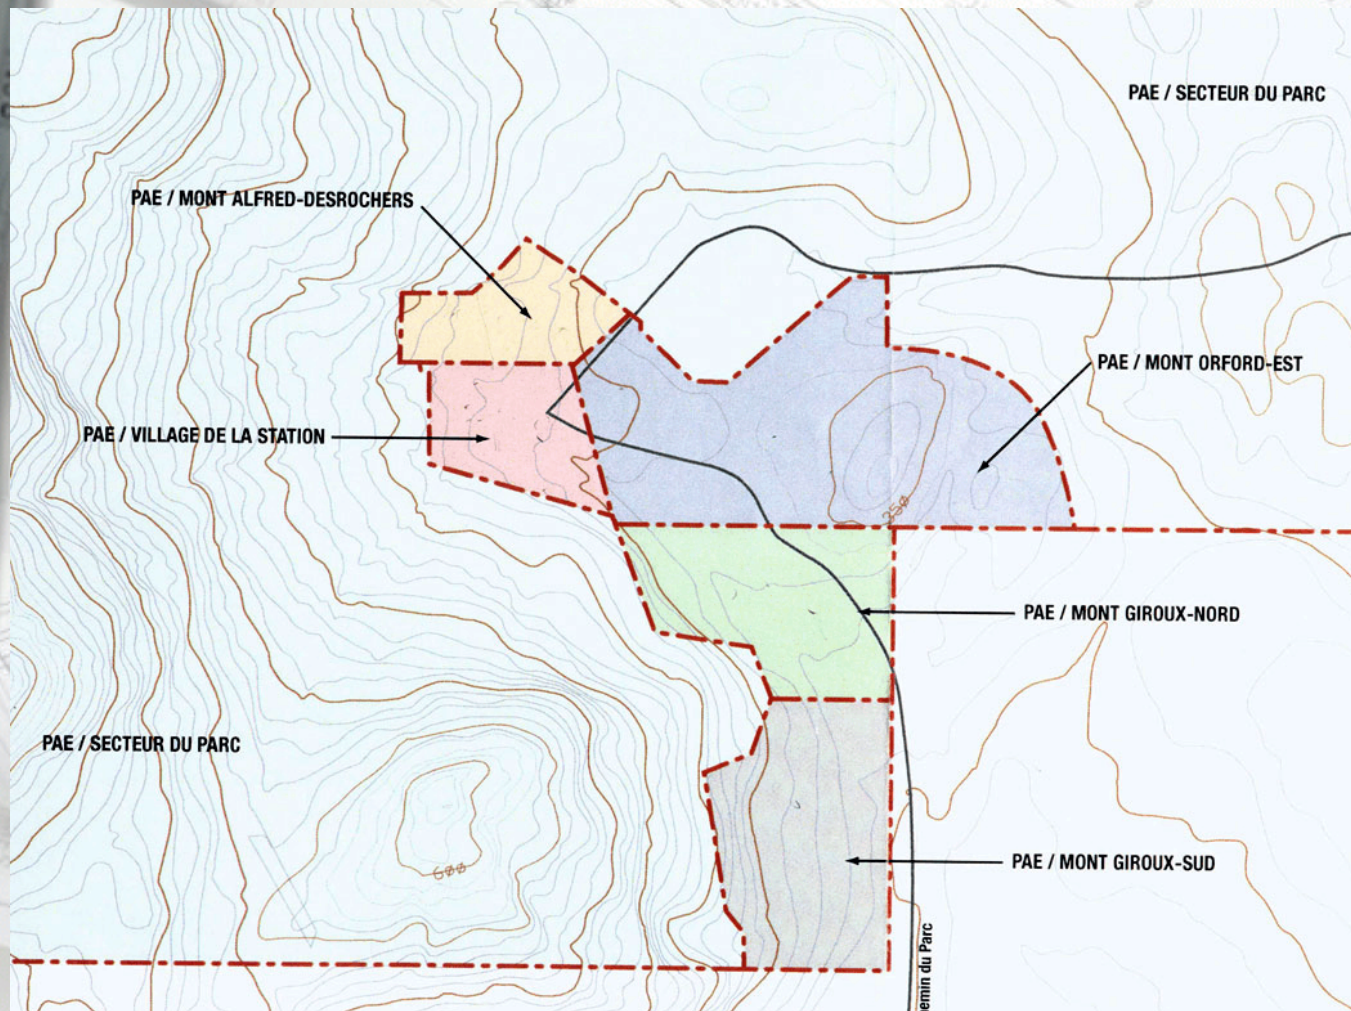 PAE / SECTEUR DU PARC
PAE / MONT ALFRED-DESROCHERS
PAE / MONT ORFORD-EST
PAE / VILLAGE DE LA STATION
350
PAE / MONT GIROUX-NORD
PAE / SECTEUR DU PARC
PAE / MONT GIROUX-SUD
600
emin du Parc